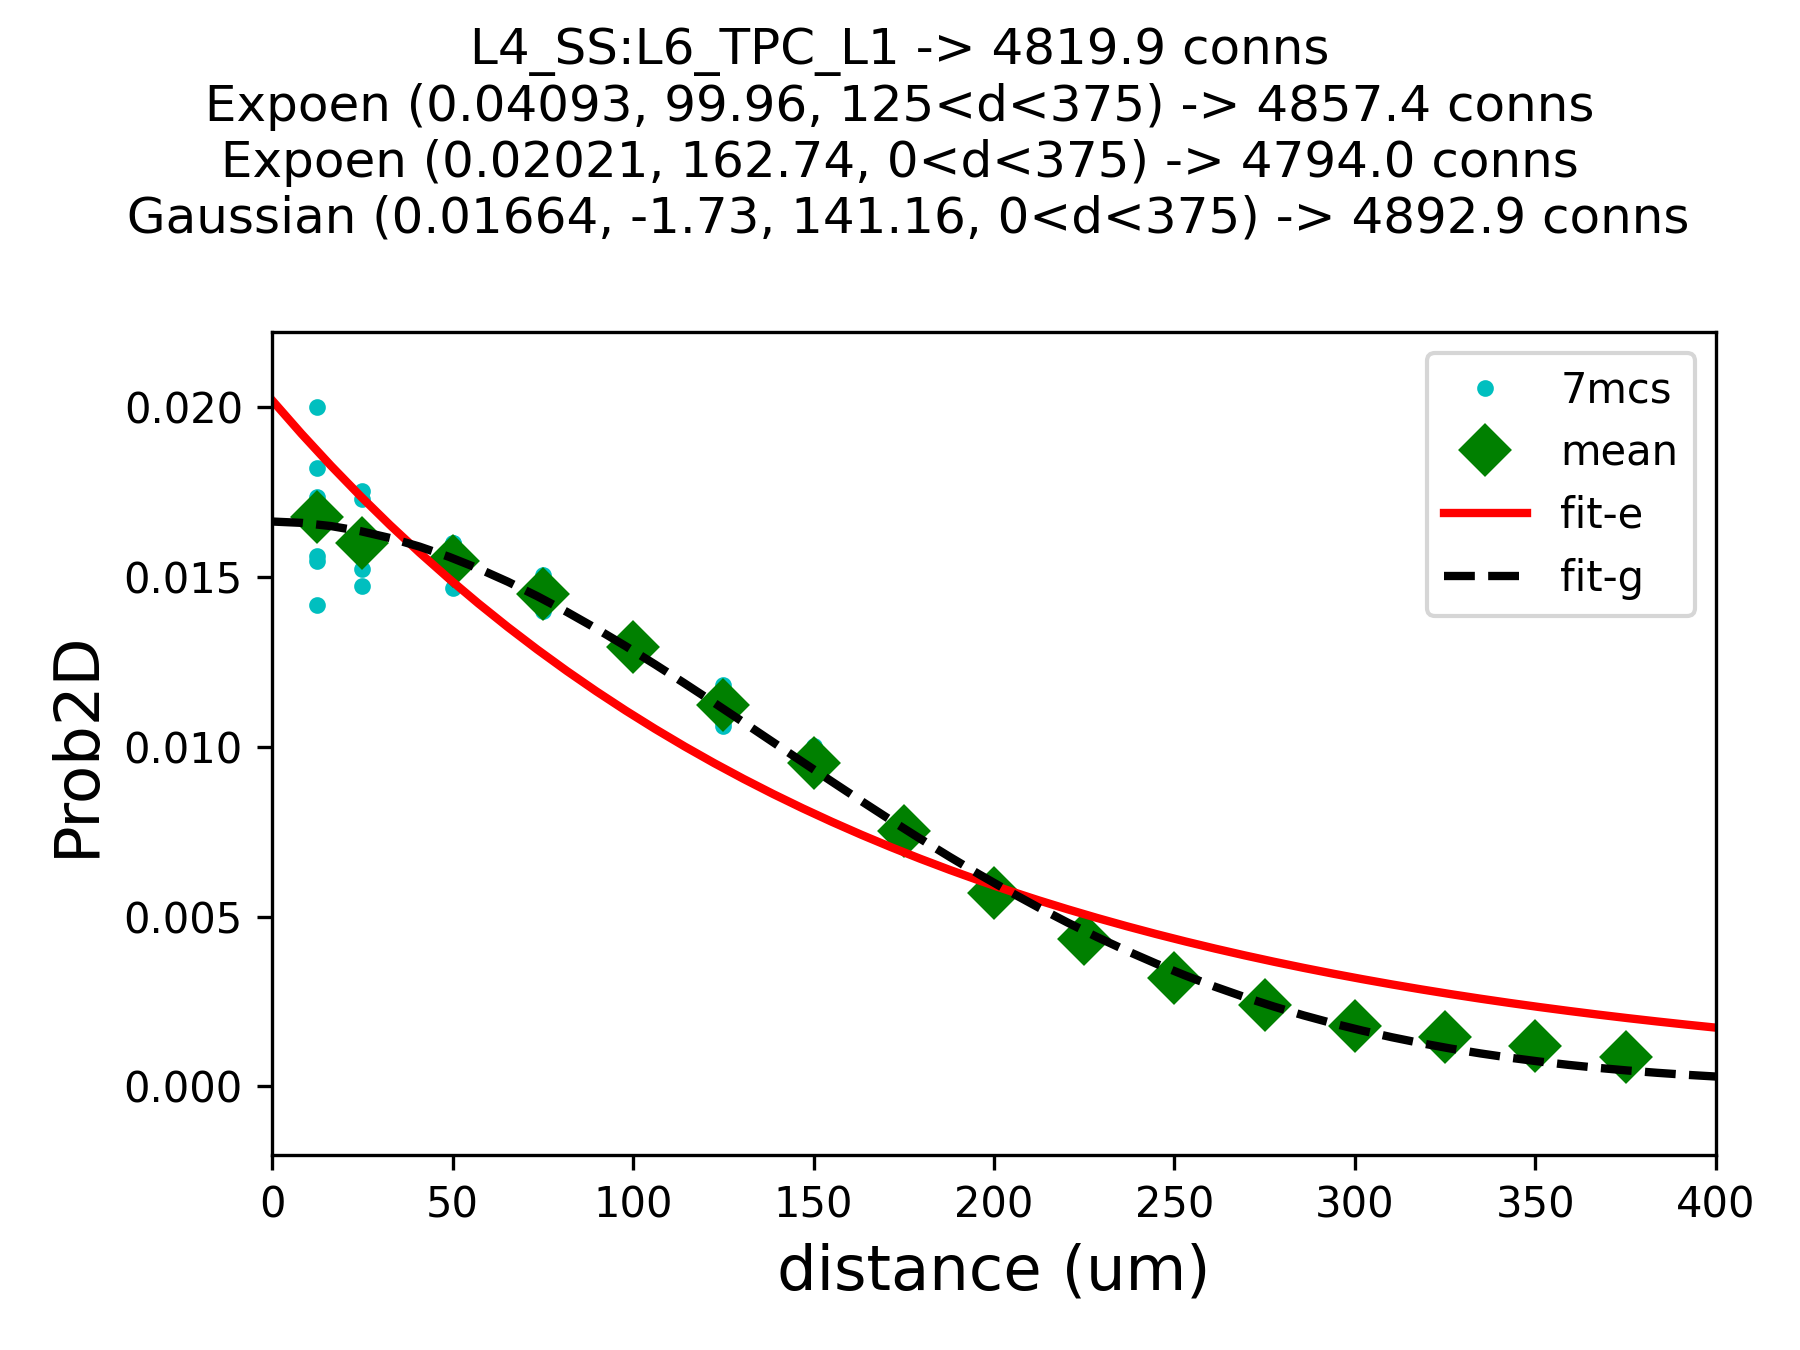 L4_SS:L6_TPC_L1 -> 4819.9 conns
Expoen (0.04093, 99.96, 125<d<375) -> 4857.4 conns
Expoen (0.02021, 162.74, 0<d<375) -> 4794.0 conns
Gaussian (0.01664, -1.73, 141.16, 0<d<375) -> 4892.9 conns
7mcs
mean
fit-e
fit-g
Prob2D
0.020
0.015
0.010
0.005
0.000
0 50 100 150 200 250 300 350 400
distance (um)